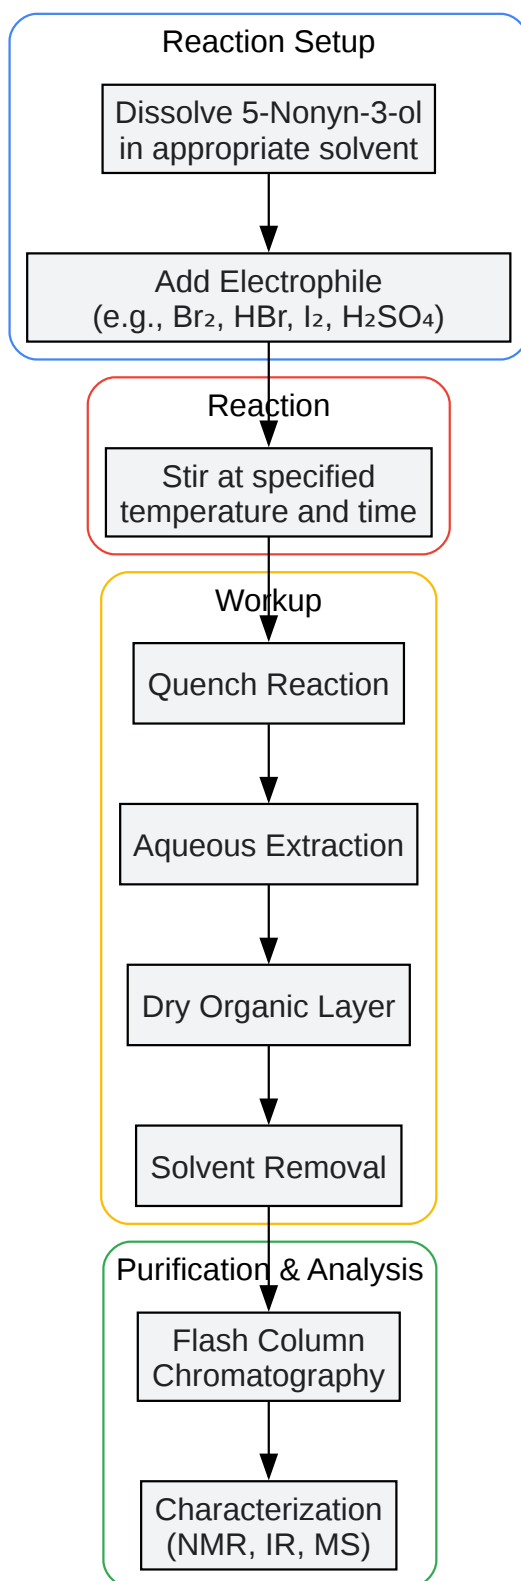 Reaction Setup
Dissolve 5-Nonyn-3-ol
in appropriate solvent
Add Electrophile
(e.g., Br₂, HBr, I₂, H₂SO₄)
Reaction
Stir at specified
temperature and time
Workup
Quench Reaction
Aqueous Extraction
Dry Organic Layer
Solvent Removal
Purification & Analysis
Flash Column
Chromatography
Characterization
(NMR, IR, MS)